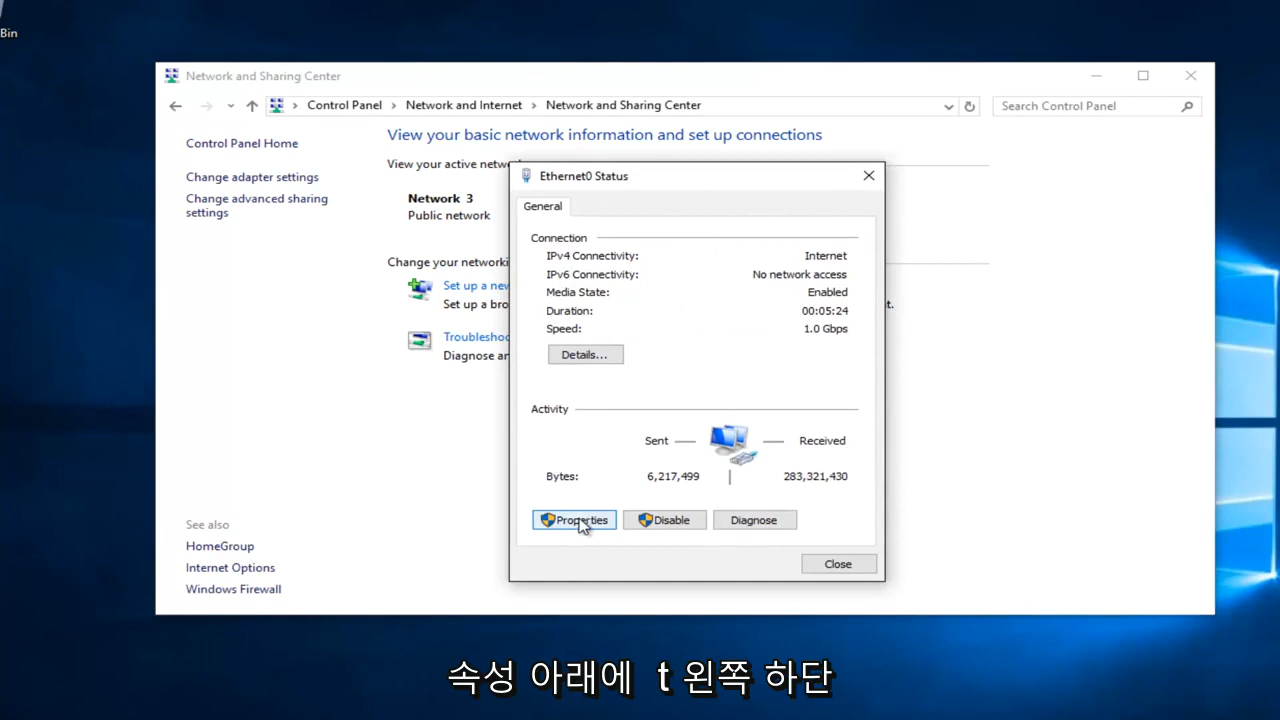 Bin
Network and Sharing Center
Control Panel > Network and Internet > Network and Sharing Center
Search Control Panel
Control Panel Home
Change adapter settings
Change advanced sharing
settings
See also
HomeGroup
Internet Options
Windows Firewall
View your basic network information and set up connections
View your active netwo
Network 3
Public network
Change your networki
Set up a new
Set up a bro
t.
Troubleshoo
Diagnose an
Ethernet0 Status
General
Connection
IPv4 Connectivity: Internet
IPv6 Connectivity: No network access
Media State: Enabled
Duration: 00:05:24
Speed: 1.0 Gbps
Details...
Activity
Sent Received
Bytes: 6,217,499 283,321,430
Properties Disable Diagnose
Close
속성 아래에 t 왼쪽 하단